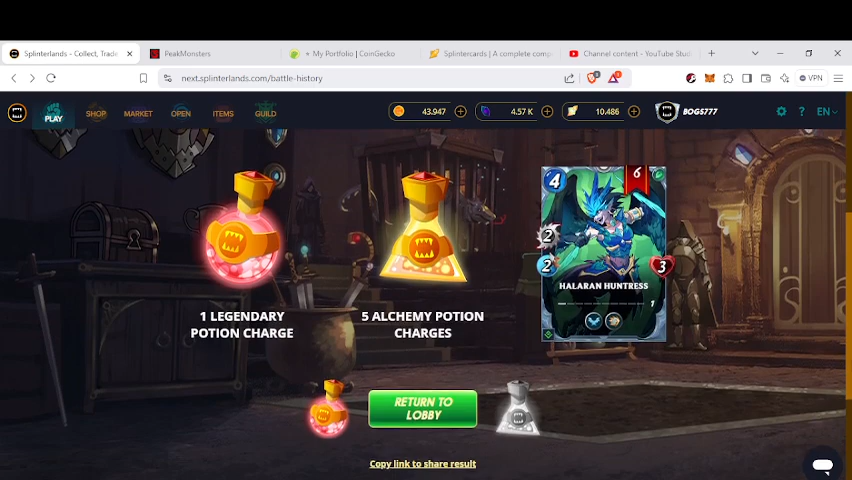 Splinterlands - Collect, Trade
PeakMonsters
My Portfolio | CoinGecko
Splintercards | A complete comp
Channel content - YouTube Stud
next.splinterlands.com/battle-history
VPN
PLAY
SHOP
MARKET
OPEN
ITEMS
GUILD
43.947
4.57 K
10.486
BOGS777
? EN
4
6
2
2
3
HALARAN HUNTRESS
1
1 LEGENDARY
POTION CHARGE
5 ALCHEMY POTION
CHARGES
RETURN TO
LOBBY
Copy link to share result